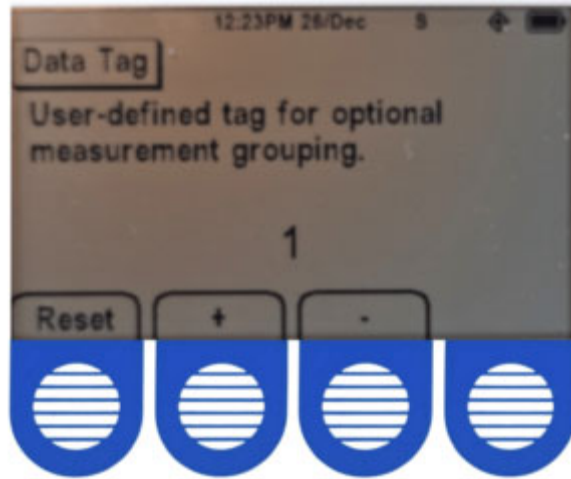 12:23PM 26/Dec S
Data Tag
User-defined tag for optional
measurement grouping.
1
Reset + -